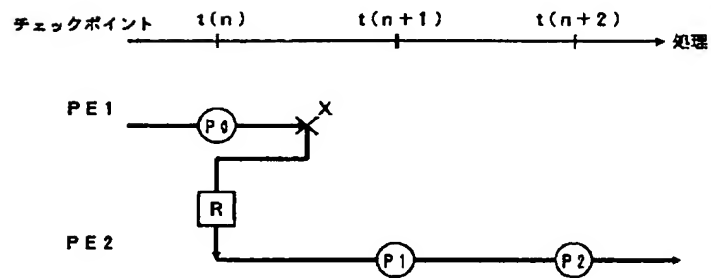 チェックポイント t(n) t(n+1) t(n+2)
処理
PE1 P0 X
R
PE2 P1 P2